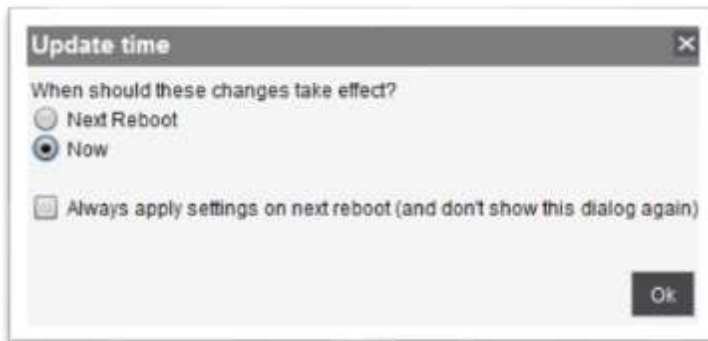 Update time
When should these changes take effect?
Next Reboot
Now
Always apply settings on next reboot (and don't show this dialog again)
Ok